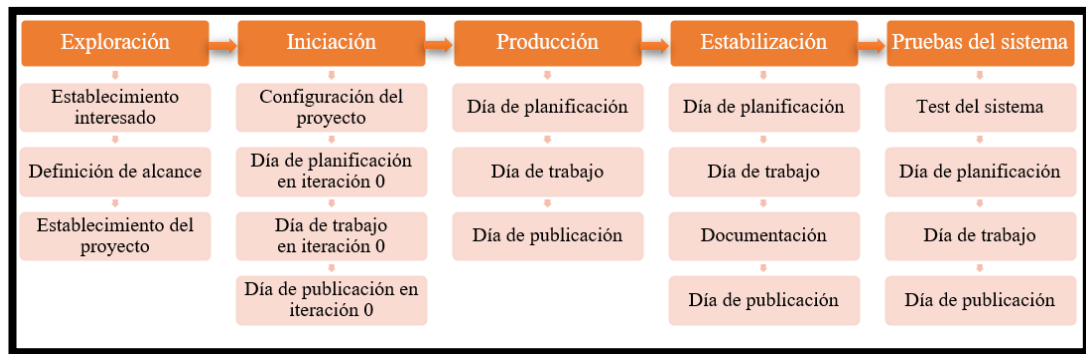 Exploración
Establecimiento
interesado
Definición de alcance
Establecimiento del
proyecto
Iniciación
Configuración del
proyecto
Día de planificación
en iteración 0
Día de trabajo
en iteración 0
Día de publicación en
iteración 0
Producción
Día de planificación
Día de trabajo
Día de publicación
Estabilización
Día de planificación
Día de trabajo
Documentación
Día de publicación
Pruebas del sistema
Test del sistema
Día de planificación
Día de trabajo
Día de publicación